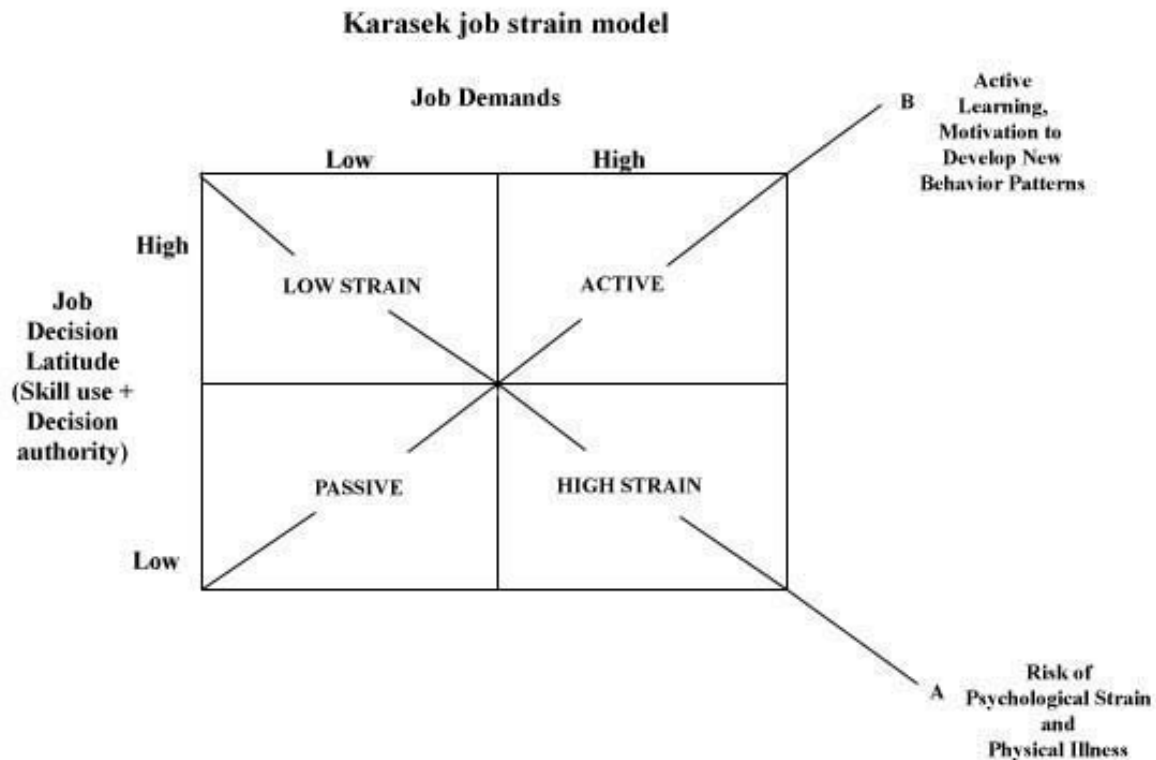 Karasek job strain model
Job Demands
Low
High
B
Active
Learning,
Motivation to
Develop New
Behavior Patterns
High
LOW STRAIN
ACTIVE
Job
Decision
Latitude
(Skill use +
Decision
authority)
PASSIVE
HIGH STRAIN
Low
A
Risk of
Psychological Strain
and
Physical Illness